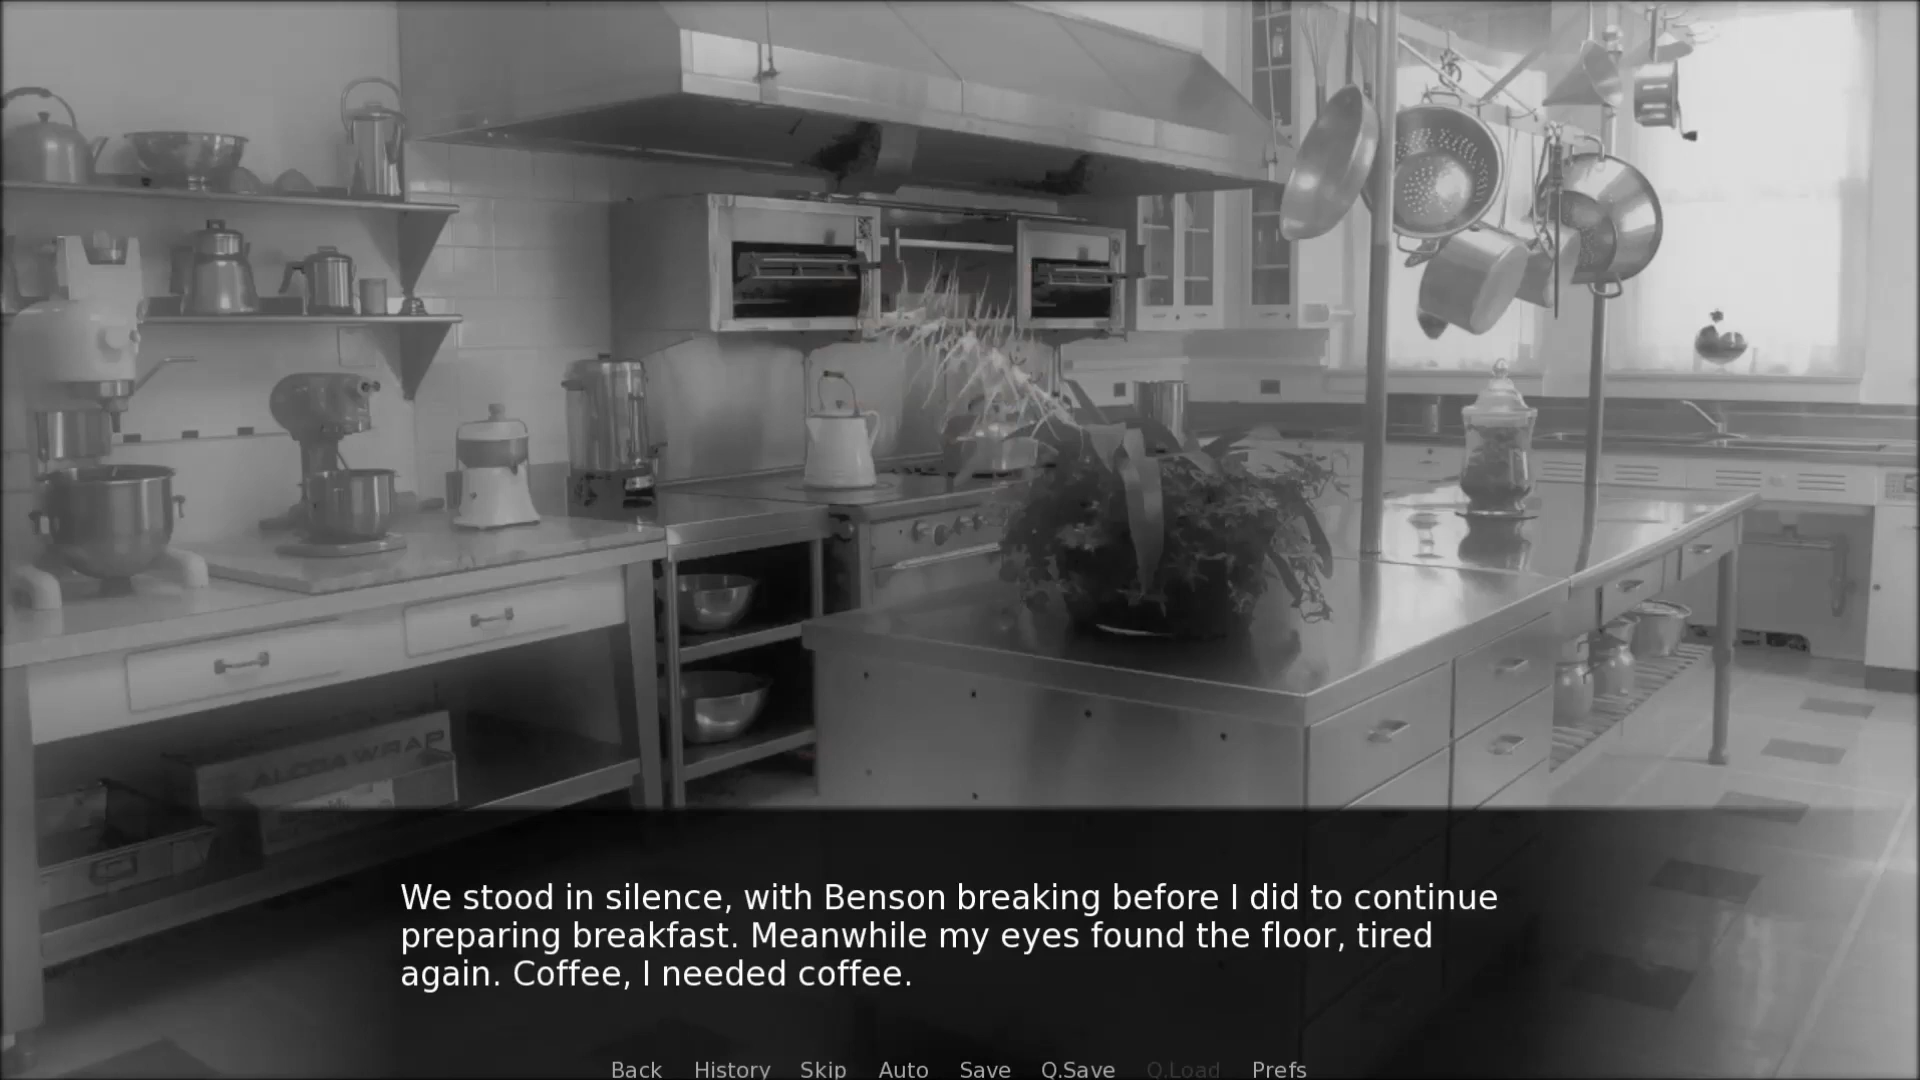 ALCOA WRAP
We stood in silence, with Benson breaking before I did to continue
preparing breakfast. Meanwhile my eyes found the floor, tired
again. Coffee, I needed coffee.
Back History Skip Auto Save Q.Save Q.Load Prefs